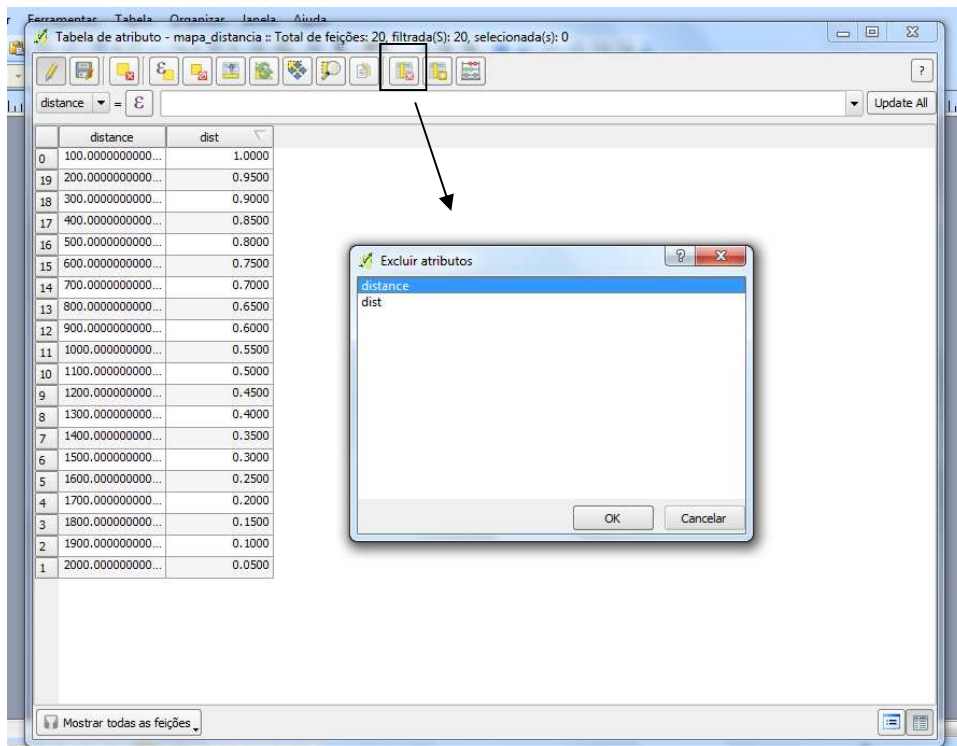 Ferramentas Tabela Organizar Janela Ajuda
Tabela de atributo - mapa_distancia :: Total de feições: 20, filtrada(S): 20, selecionada(s): 0
?
distance = ε Update All
distance dist
0 100.0000000000... 1.0000
19 200.0000000000... 0.9500
18 300.0000000000... 0.9000
17 400.0000000000... 0.8500
16 500.0000000000... 0.8000
15 600.0000000000... 0.7500
14 700.0000000000... 0.7000
13 800.0000000000... 0.6500
12 900.0000000000... 0.6000
11 1000.000000000... 0.5500
10 1100.000000000... 0.5000
9 1200.000000000... 0.4500
8 1300.000000000... 0.4000
7 1400.000000000... 0.3500
6 1500.000000000... 0.3000
5 1600.000000000... 0.2500
4 1700.000000000... 0.2000
3 1800.000000000... 0.1500
2 1900.000000000... 0.1000
1 2000.000000000... 0.0500
Excluir atributos
?
distance
dist
OK Cancelar
Mostrar todas as feições